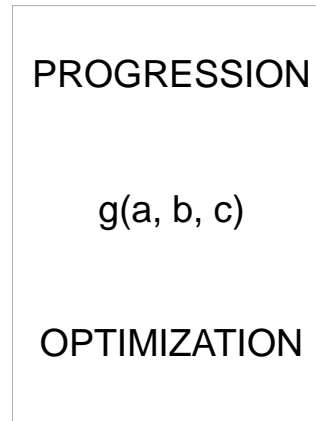 PROGRESSION
g(a, b, c)
OPTIMIZATION